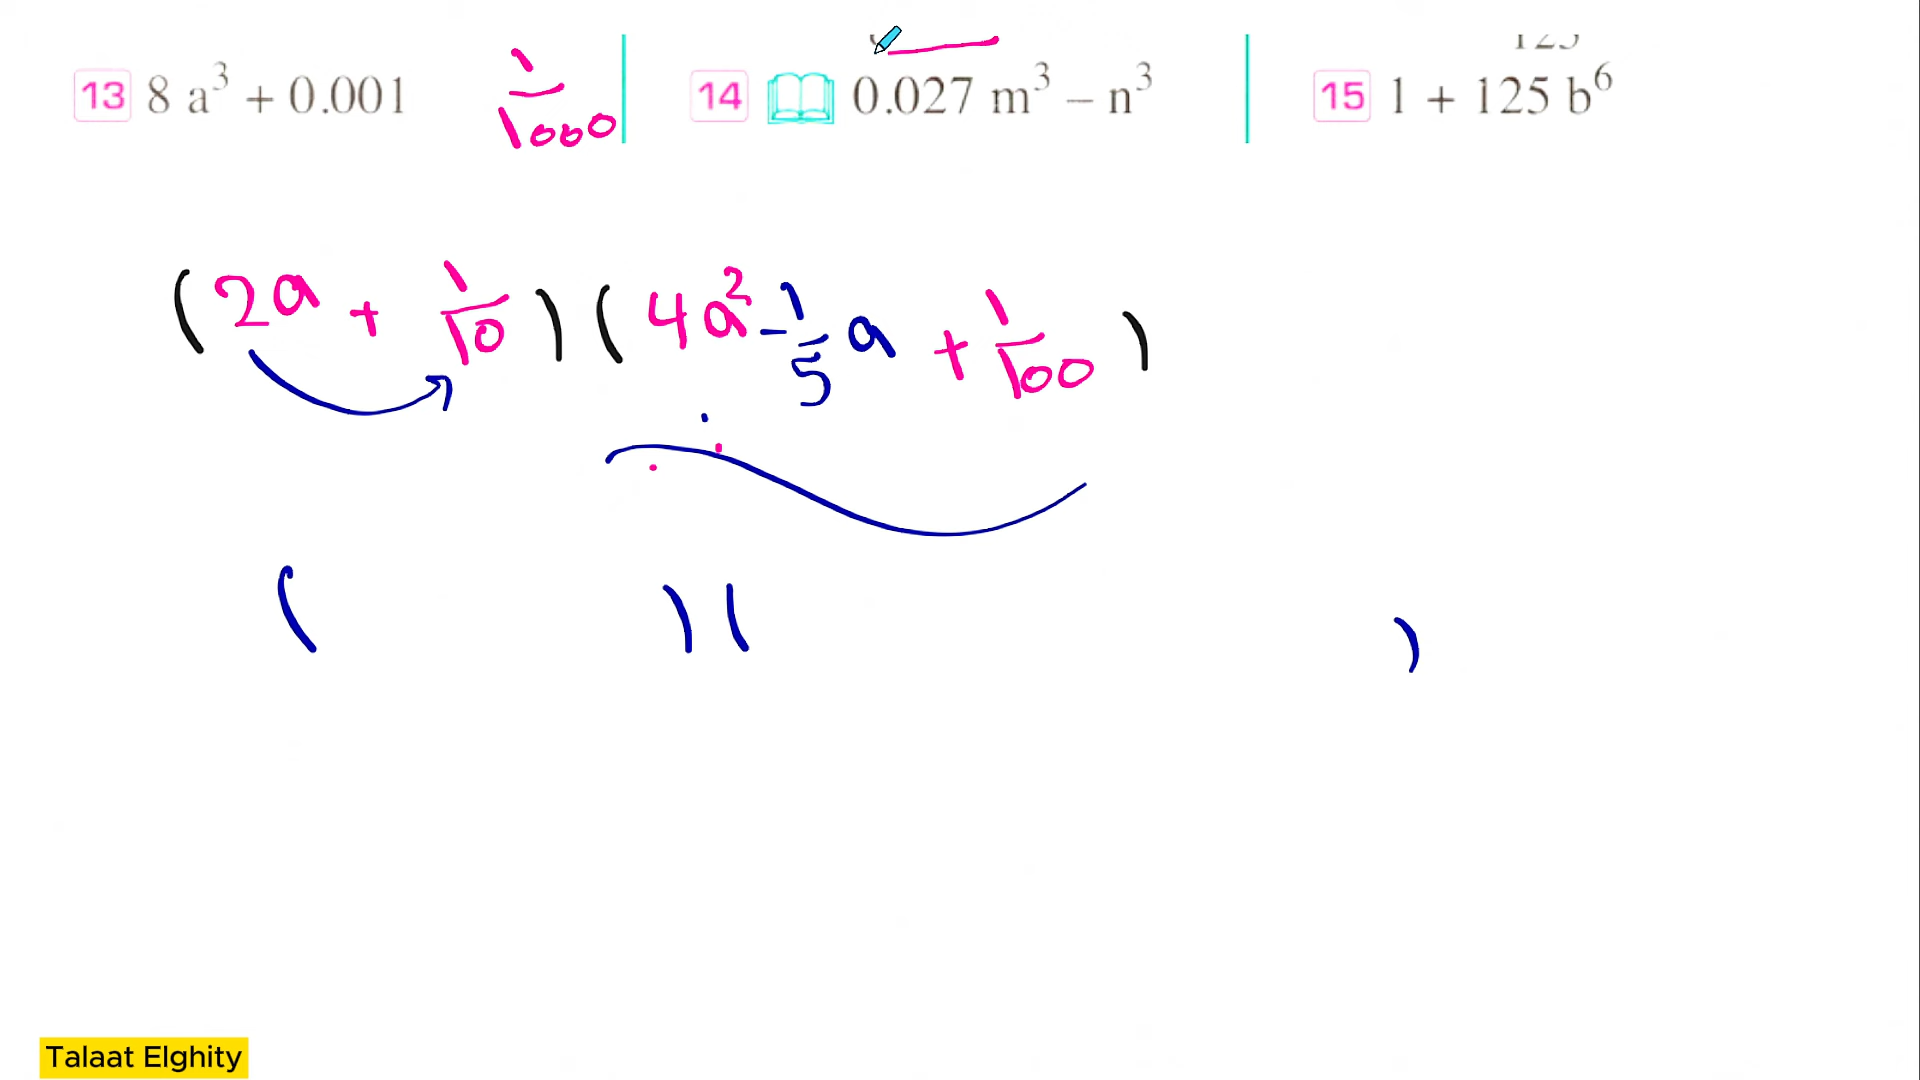 13 8 a³ + 0.001
1/1000
14 0.027 m³ – n³
15 1 + 125 b⁶
(2a + 1/10)(4a² - 1/5 a + 1/100)
( )( )
Talaat Elghity